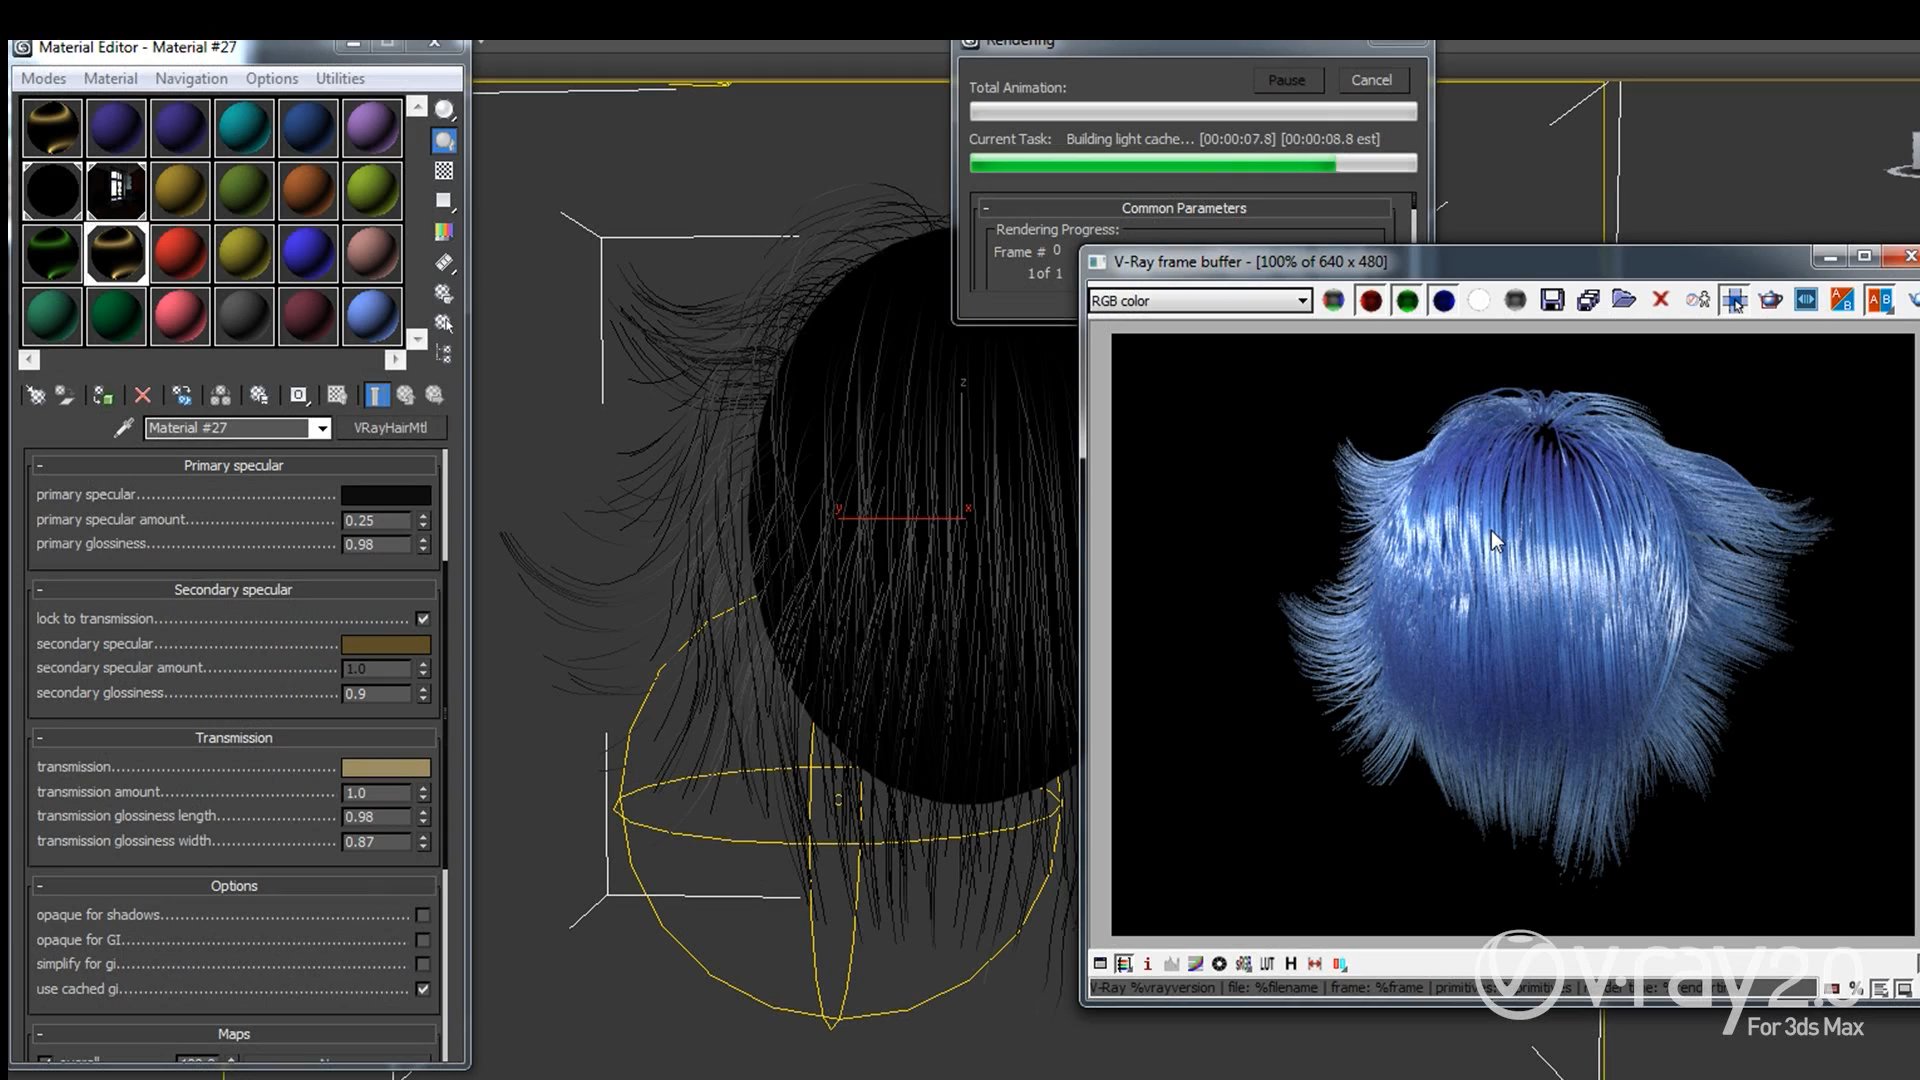 Material Editor - Material #27
Modes Material Navigation Options Utilities
Material #27
VRayHairMtl
- Primary specular
primary specular
primary specular amount 0.25
primary glossiness 0.98
- Secondary specular
lock to transmission
secondary specular
secondary specular amount 1.0
secondary glossiness 0.9
- Transmission
transmission
transmission amount 1.0
transmission glossiness length 0.98
transmission glossiness width 0.87
- Options
opaque for shadows
opaque for GI
simplify for gi
use cached gi
- Maps
z
y
x
Rendering
Total Animation:
Pause
Cancel
Current Task: Building light cache... [00:00:07.8] [00:00:08.8 est]
- Common Parameters
Rendering Progress:
Frame # 0
1 of 1
V-Ray frame buffer - [100% of 640 x 480]
RGB color
A/B
A B
i
sRGB
LUT
H
V-Ray %vrayversion | file: %filename | frame: %frame | primitives:
v-ray2.0
For 3ds Max